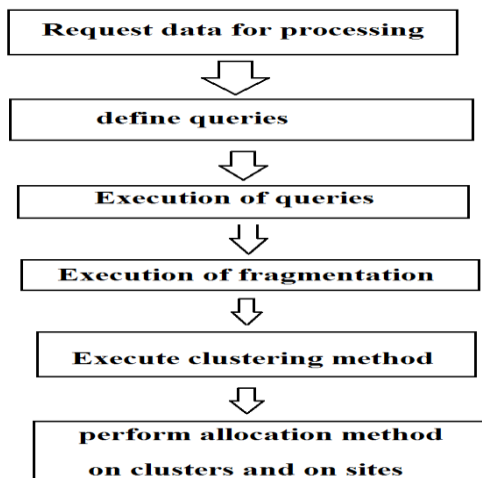 Request data for processing
define queries
Execution of queries
Execution of fragmentation
Execute clustering method
perform allocation method
on clusters and on sites